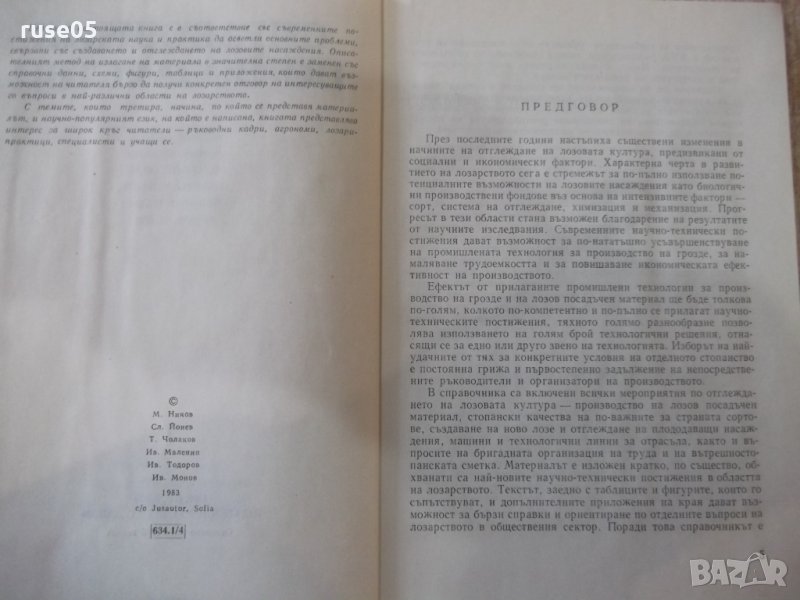 ruse05
стоящата книга с в съответствие със съвременните по-
стижения на аграрската наука и практика да осветли основните проблеми,
свързани със създаването и отглеждането на лозовите насаждения. Описа-
телният метод на излагане на материала в значителна степен е заменен със
справочни данни, схеми, фигури, таблици и приложения, които дават въз-
можност на читателя бързо да получи конкретен отговор на интересуващите
го въпроси в най-различни области на лозарството.
С темите, които третира, начина, по който се представя материа-
лът, и научно-популярният език, на който е написана, книгата представлява
интерес за широк кръг читатели — ръководни кадри, агрономи, лозари-
практици, специалисти и учащи се.
©
М. Ников
Сл. Йонев
Т. Чолаков
Ив. Маленин
Ив. Тодоров
Ив. Монов
1983
c/o Jusautor, Sofia
634.1/4
ПРЕДГОВОР
През последните години настъпиха съществени изменения в
начините на отглеждане на лозовата култура, предизвикани от
социални и икономически фактори. Характерна черта в разви-
тието на лозарството сега е стремежът за по-пълно използване по-
тенциалните възможности на лозовите насаждения като биологич-
ни производствени фондове въз основа на интензивните фактори —
сорт, система на отглеждане, химизация и механизация. Прог-
ресът в тези области стана възможен благодарение на резултатите
от научните изследвания. Съвременните научно-технически по-
стижения дават възможност за по-нататъшно усъвършенствуване
на промишлената технология за производство на грозде, за на-
маляване трудоемкостта и за повишаване икономическата ефек-
тивност на производството.
Ефектът от прилаганите промишлени технологии за произ-
водство на грозде и на лозов посадъчен материал ще бъде толкова
по-голям, колкото по-компетентно и по-пълно се прилагат научно-
техническите постижения, тяхното голямо разнообразие позво-
лява използването на голям брой технологични решения, отна-
сящи се за едно или друго звено на технологията. Изборът на най-
удачните от тях за конкретните условия на отделното стопанство
е постоянна грижа и първостепенно задължение на непосредстве-
ните ръководители и организатори на производството.
В справочника са включени всички мероприятия по отглежда-
нето на лозовата култура — производство на лозов посадъчен
материал, стопански качества на по-важните за страната сорто-
ве, създаване на ново лозе и отглеждане на плододаващи насаж-
дения, машини и технологични линии за отрасъла, както и въ-
просите на бригадната организация на труда и на вътрешносто-
панската сметка. Материалът е изложен кратко, по същество, об-
хванати са най-новите научно-технически постижения в областта
на лозарството. Текстът, заедно с таблиците и фигурите, които го
съпътствуват, и допълнителните приложения на края дават въз-
можност за бързи справки и ориентиране по отделните въпроси на
лозарството в обществения сектор. Поради това справочникът е
5
BAZAR